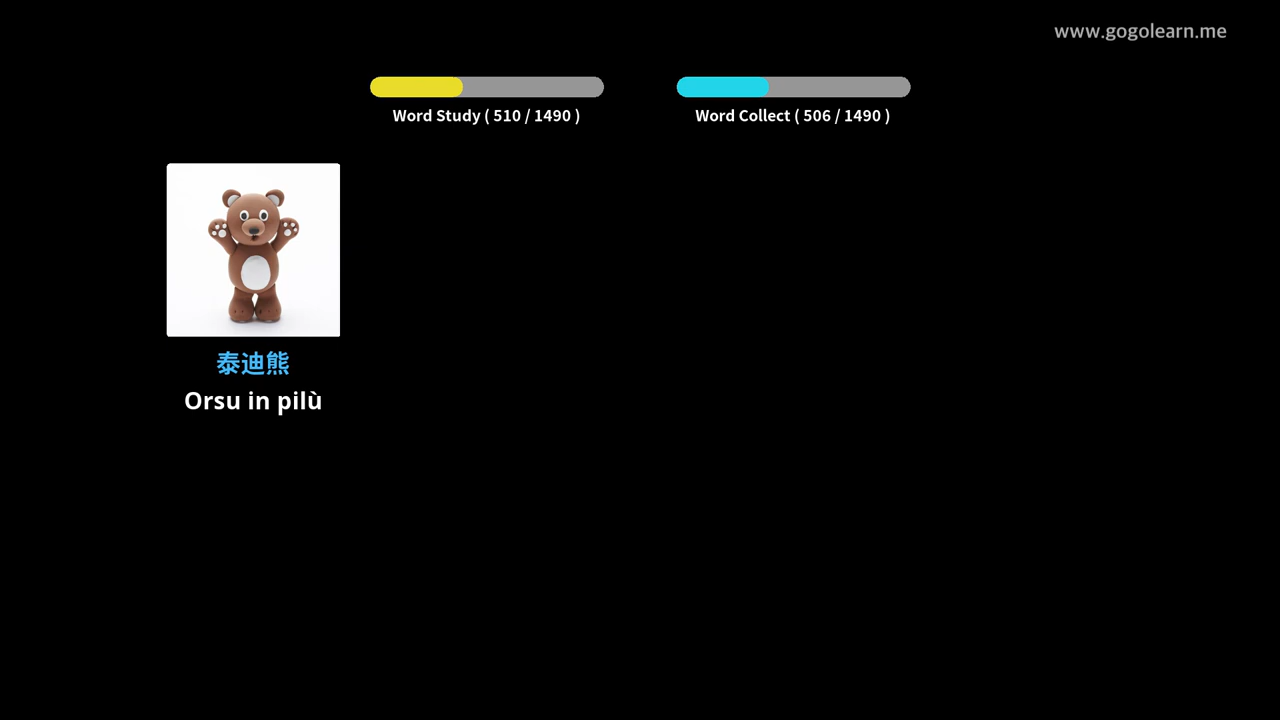 www.gogolearn.me
Word Study ( 510 / 1490 )
Word Collect ( 506 / 1490 )
泰迪熊
Orsu in pilù